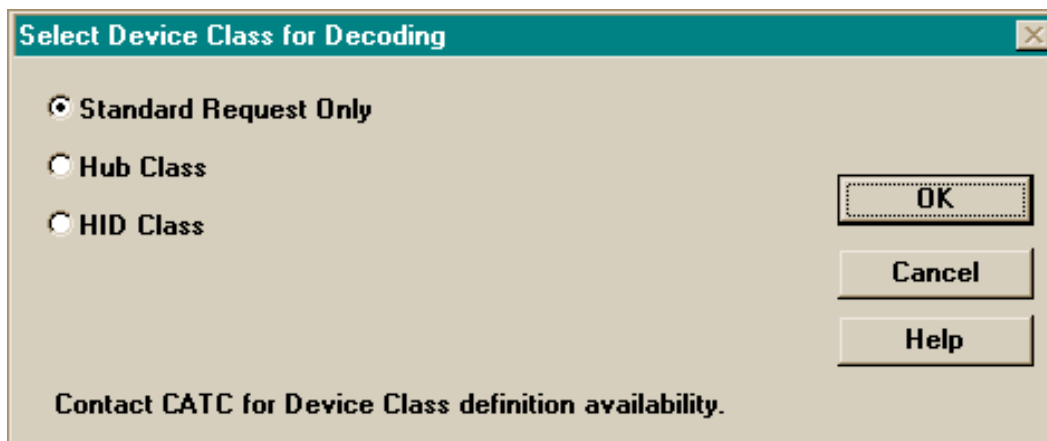 Select Device Class for Decoding
Standard Request Only
Hub Class
HID Class
OK
Cancel
Help
Contact CATC for Device Class definition availability.